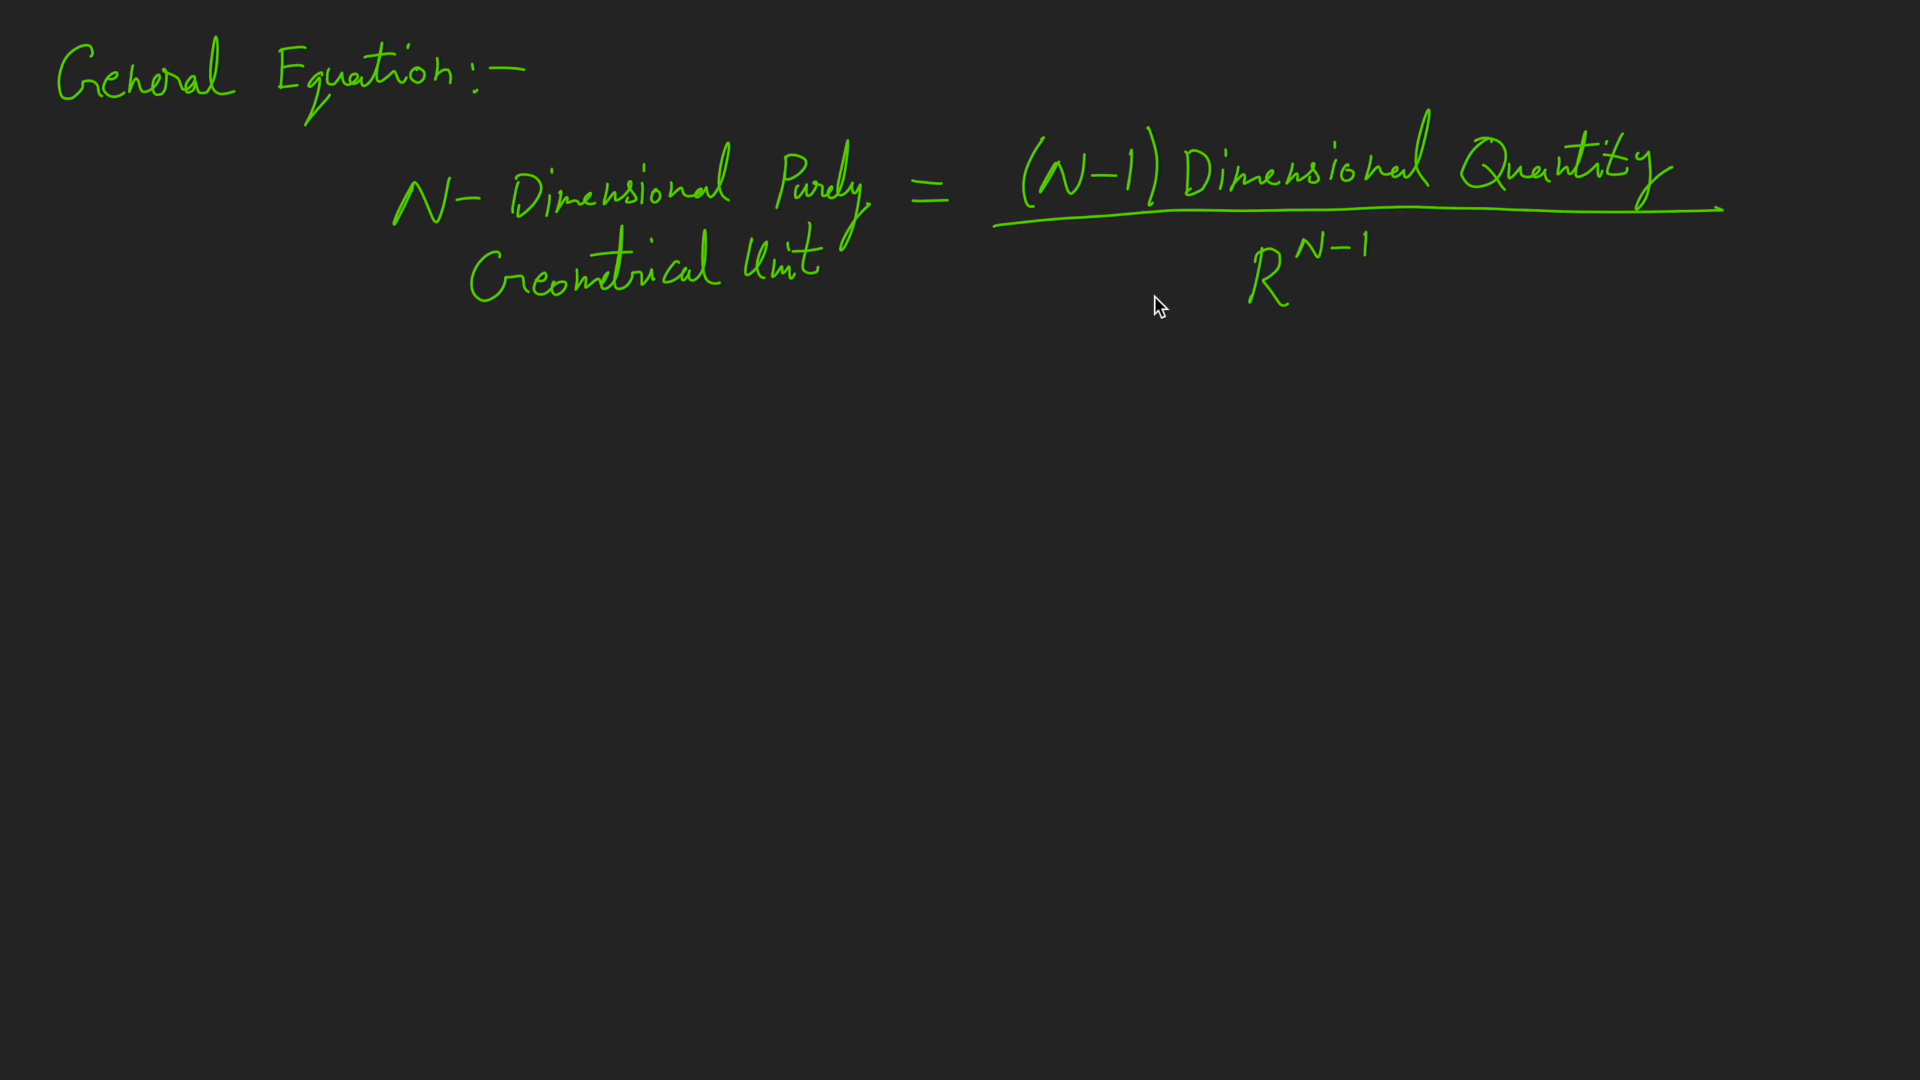 General Equation:-
N-Dimensional Purely = (N-1) Dimensional Quantity
Geometrical Unit R^{N-1}